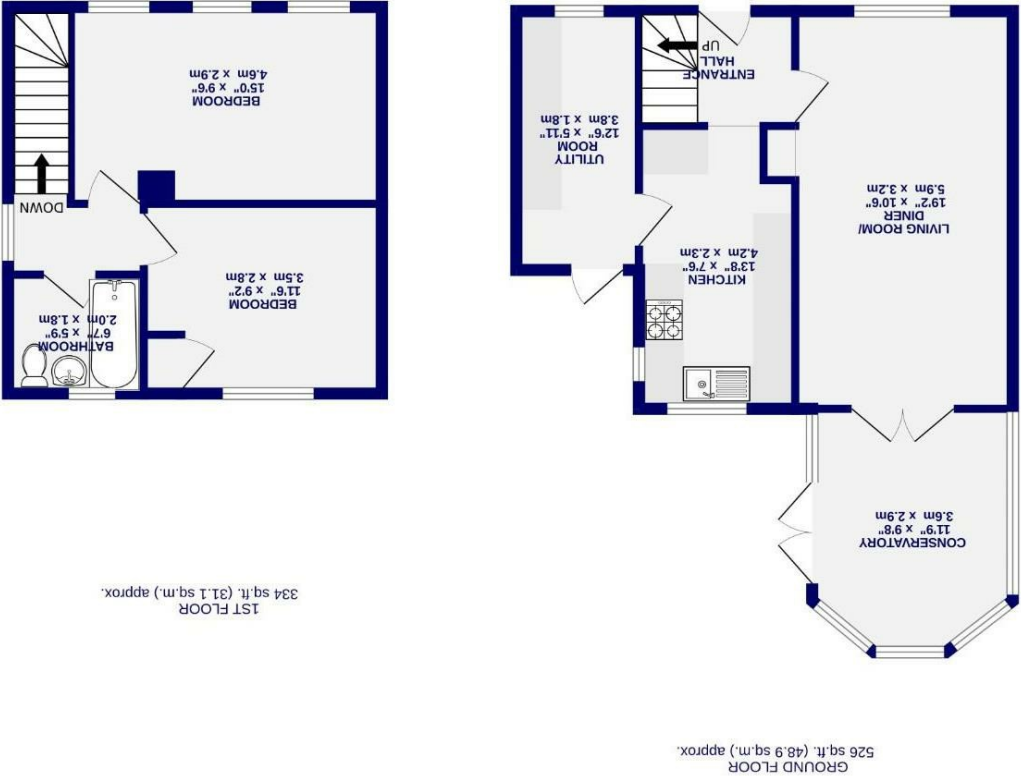 GROUND FLOOR
526 sq.ft. (48.9 sq.m.) approx.
1ST FLOOR
334 sq.ft. (31.1 sq.m.) approx.
CONSERVATORY
11'9" x 9'8"
3.6m x 2.9m
KITCHEN
13'8" x 7'6"
4.2m x 2.3m
LIVING ROOM/
DINER
19'2" x 10'6"
5.9m x 3.2m
UTILITY
ROOM
12'6" x 5'11"
3.8m x 1.8m
ENTRANCE
HALL
UP
BATHROOM
6'7" x 5'9"
2.0m x 1.8m
BEDROOM
11'6" x 9'2"
3.5m x 2.8m
DOWN
BEDROOM
15'0" x 9'6"
4.6m x 2.9m